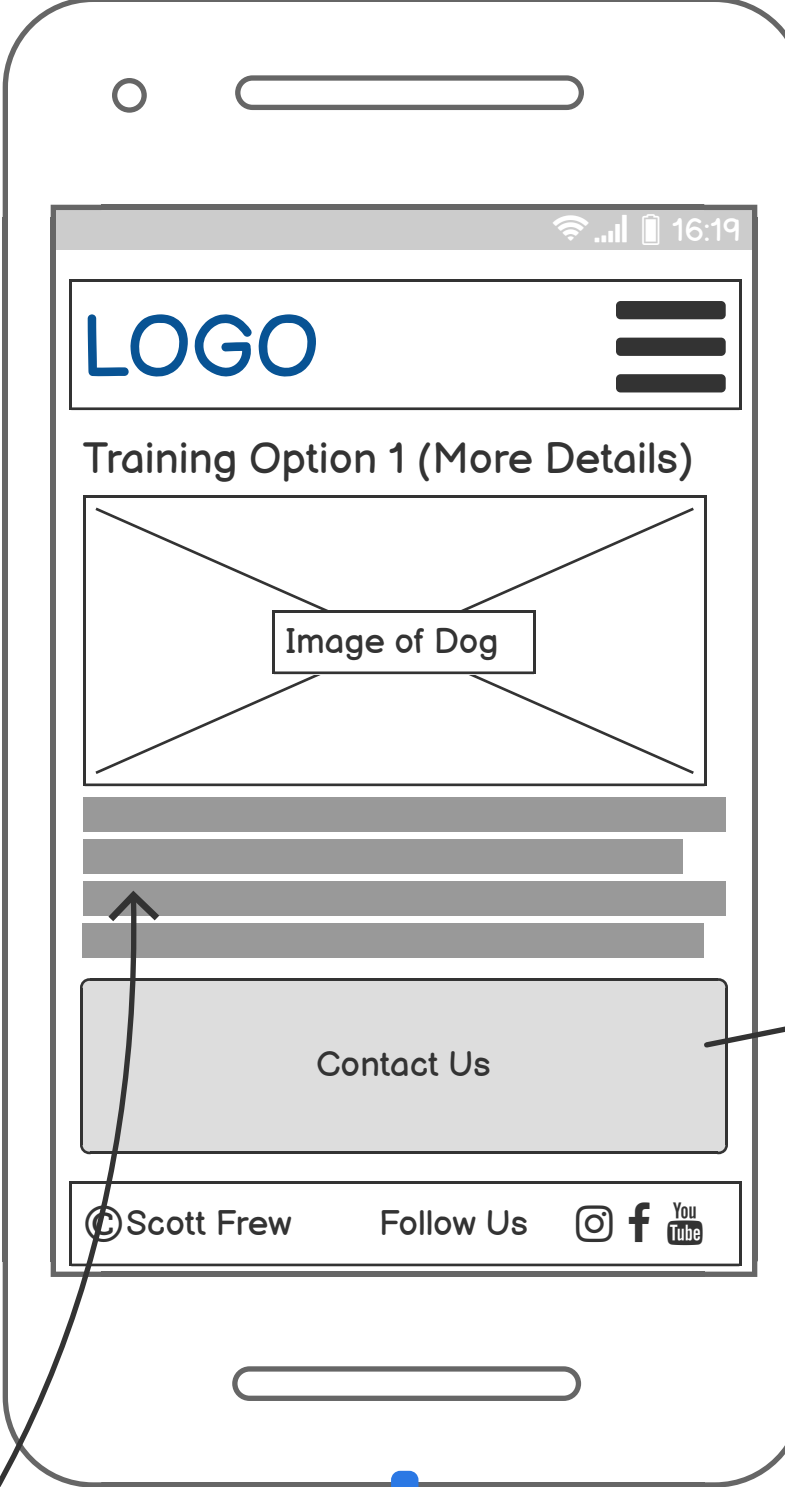 16:19
LOGO
Training Option 1 (More Details)
Image of Dog
Contact Us
©Scott Frew Follow Us You Tube